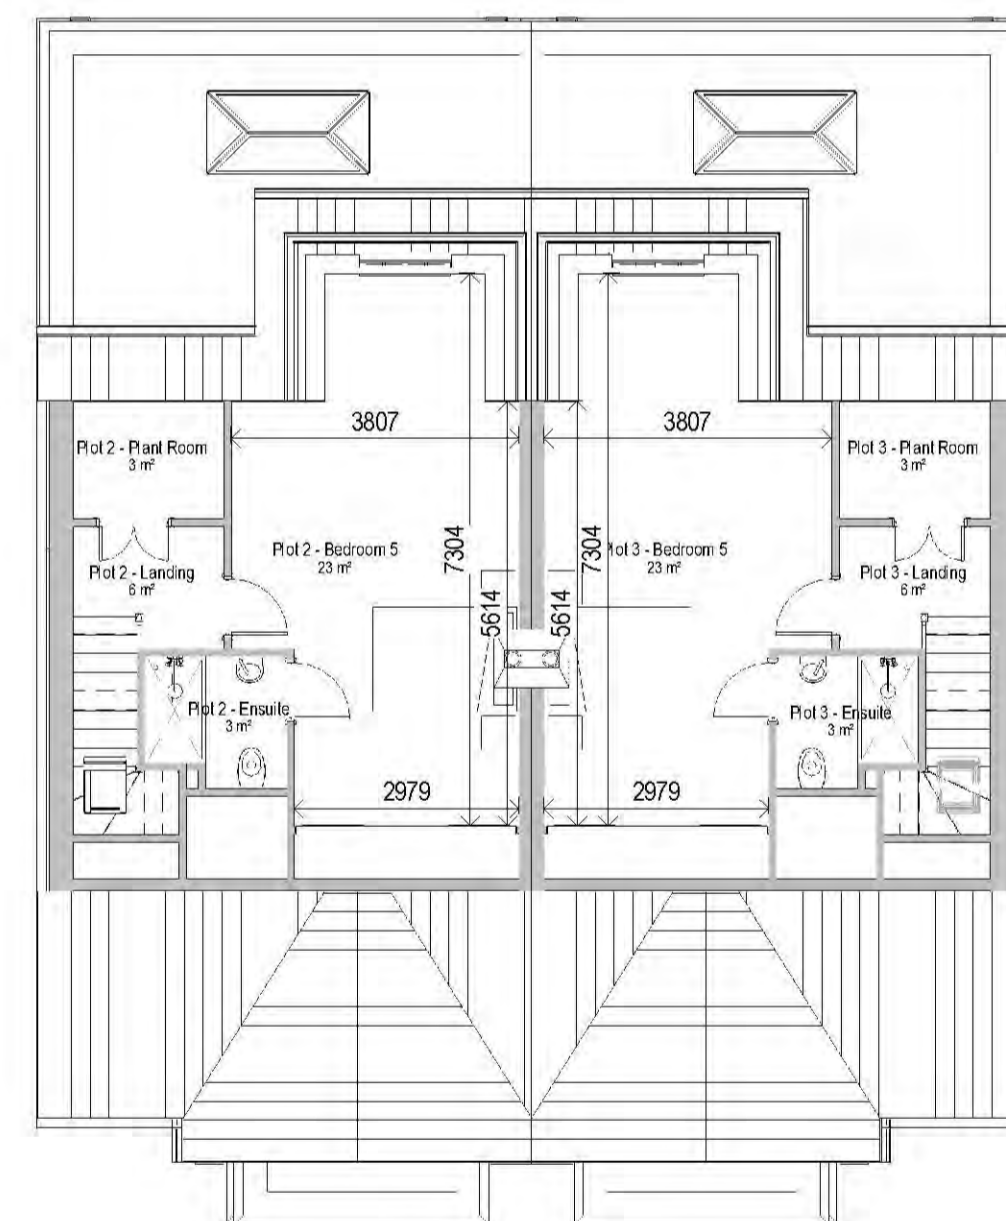 3807
3807
Plot 2 - Plant Room
3 m²
Plot 3 - Plant Room
3 m²
7304
7304
Plot 2 - Bedroom 5
23 m²
Plot 3 - Bedroom 5
23 m²
Plot 2 - Landing
6 m²
Plot 3 - Landing
6 m²
5614
5614
Plot 2 - Ensuite
3 m²
Plot 3 - Ensuite
3 m²
2979
2979